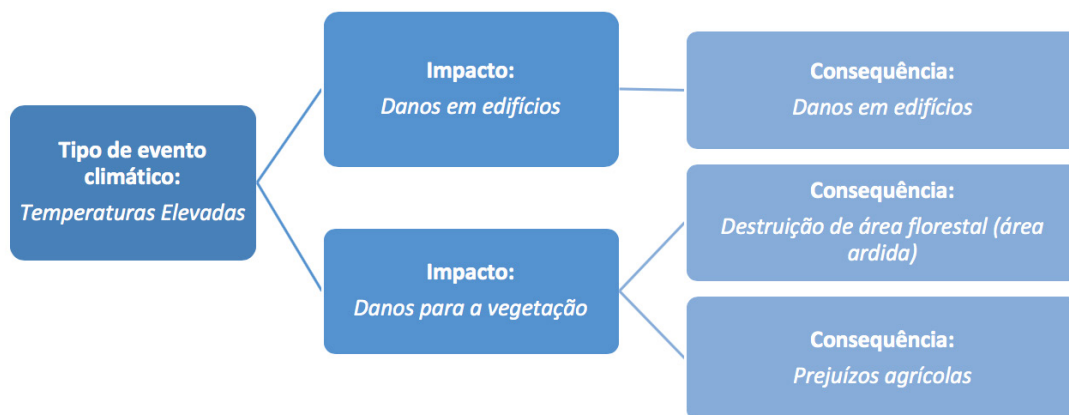 Tipo de evento
climático:
Temperaturas Elevadas
Impacto:
Danos em edifícios
Consequência:
Danos em edifícios
Impacto:
Danos para a vegetação
Consequência:
Destruição de área florestal (área
ardida)
Consequência:
Prejuízos agrícolas